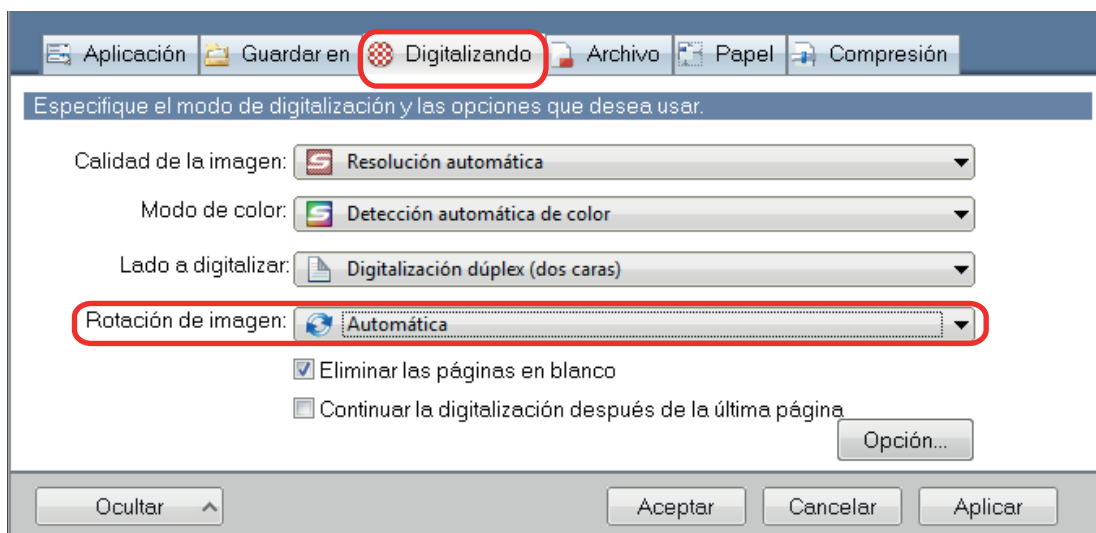 Aplicación Guardar en Digitalizando Archivo Papel Compresión
Especifique el modo de digitalización y las opciones que desea usar.
Calidad de la imagen: Resolución automática
Modo de color: Detección automática de color
Lado a digitalizar: Digitalización dúplex (dos caras)
Rotación de imagen: Automática
Eliminar las páginas en blanco
Continuar la digitalización después de la última página
Opción...
Ocultar Aceptar Cancelar Aplicar